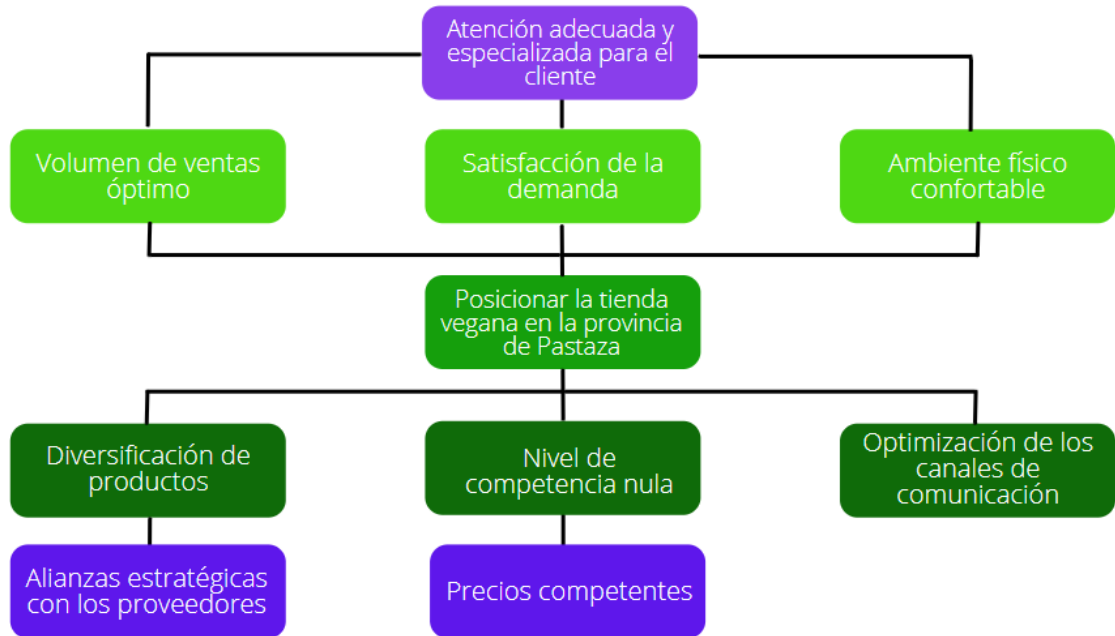 Atención adecuada y
especializada para el
cliente
Volumen de ventas
óptimo
Satisfacción de la
demanda
Ambiente físico
confortable
Posicionar la tienda
vegana en la provincia
de Pastaza
Diversificación de
productos
Nivel de
competencia nula
Optimización de los
canales de
comunicación
Alianzas estratégicas
con los proveedores
Precios competentes